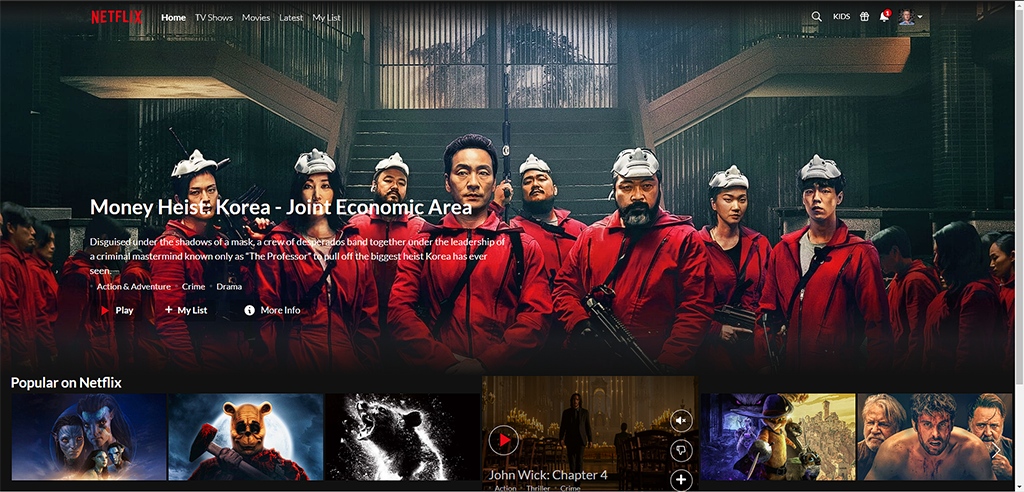 NETFLIX Home TV Shows Movies Latest My List KIDS 1
Money Heist: Korea - Joint Economic Area
Disguised under the shadows of a mask, a crew of desperados band together under the leadership of
a criminal mastermind known only as "The Professor" to pull off the biggest heist Korea has ever
seen.
Action & Adventure Crime Drama
Play + My List More Info
Popular on Netflix
John Wick: Chapter 4
Action Thriller Crime